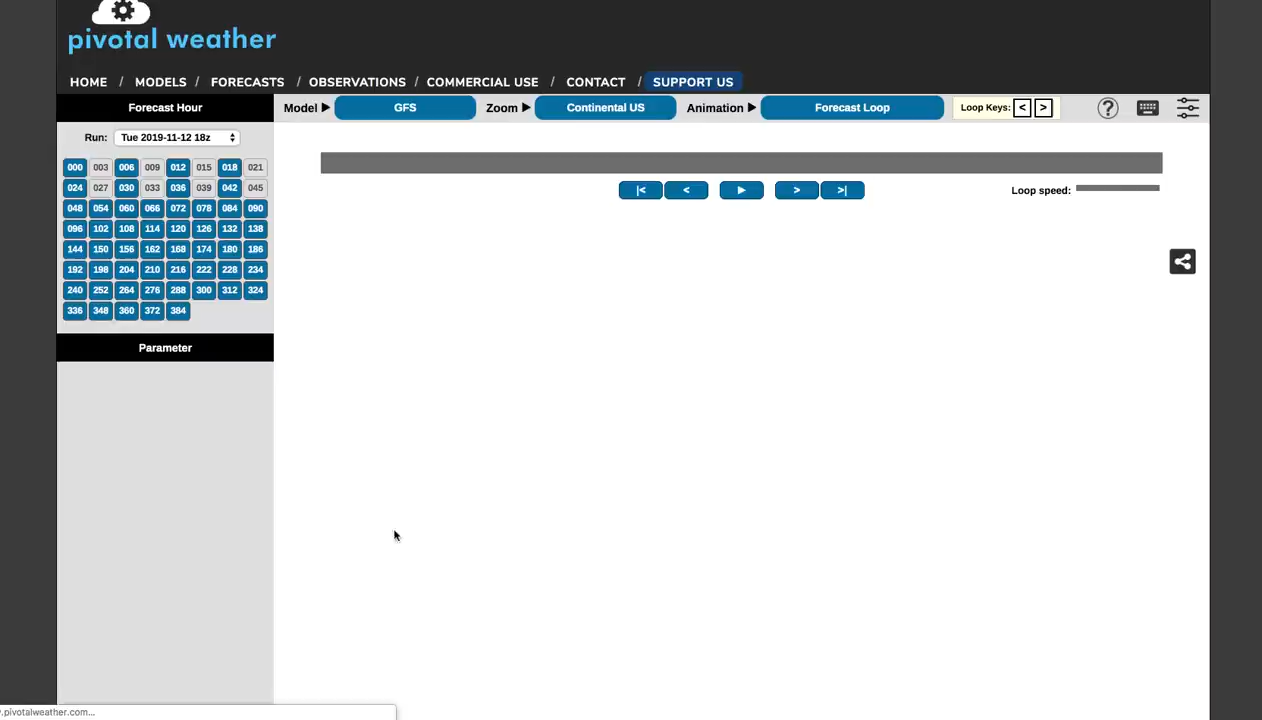 pivotal weather
HOME / MODELS / FORECASTS / OBSERVATIONS / COMMERCIAL USE / CONTACT / SUPPORT US
Forecast Hour
Model ▶ GFS Zoom ▶ Continental US Animation ▶ Forecast Loop Loop Keys: < >
Run: Tue 2019-11-12 18z
000 003 006 009 012 015 018 021
024 027 030 033 036 039 042 045
048 054 060 066 072 078 084 090
096 102 108 114 120 126 132 138
144 150 156 162 168 174 180 186
192 198 204 210 216 222 228 234
240 252 264 276 288 300 312 324
336 348 360 372 384
|< < ▶ > >|
Loop speed:
Parameter
.pivotalweather.com...